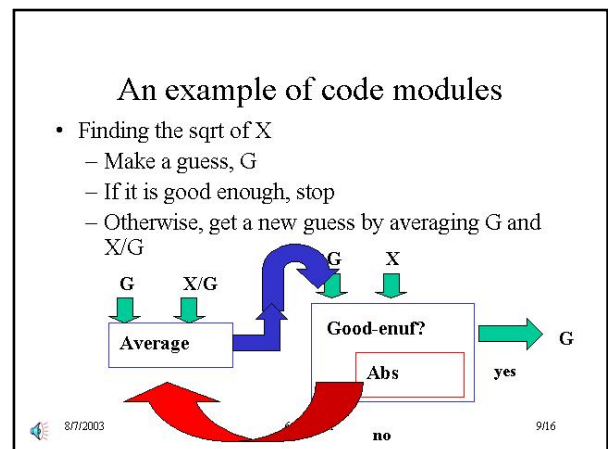 An example of code modules
• Finding the sqrt of X
– Make a guess, G
– If it is good enough, stop
– Otherwise, get a new guess by averaging G and
X/G
G X
G X/G
Good-enuf?
Average
G
Abs
yes
8/7/2003
9/16
no